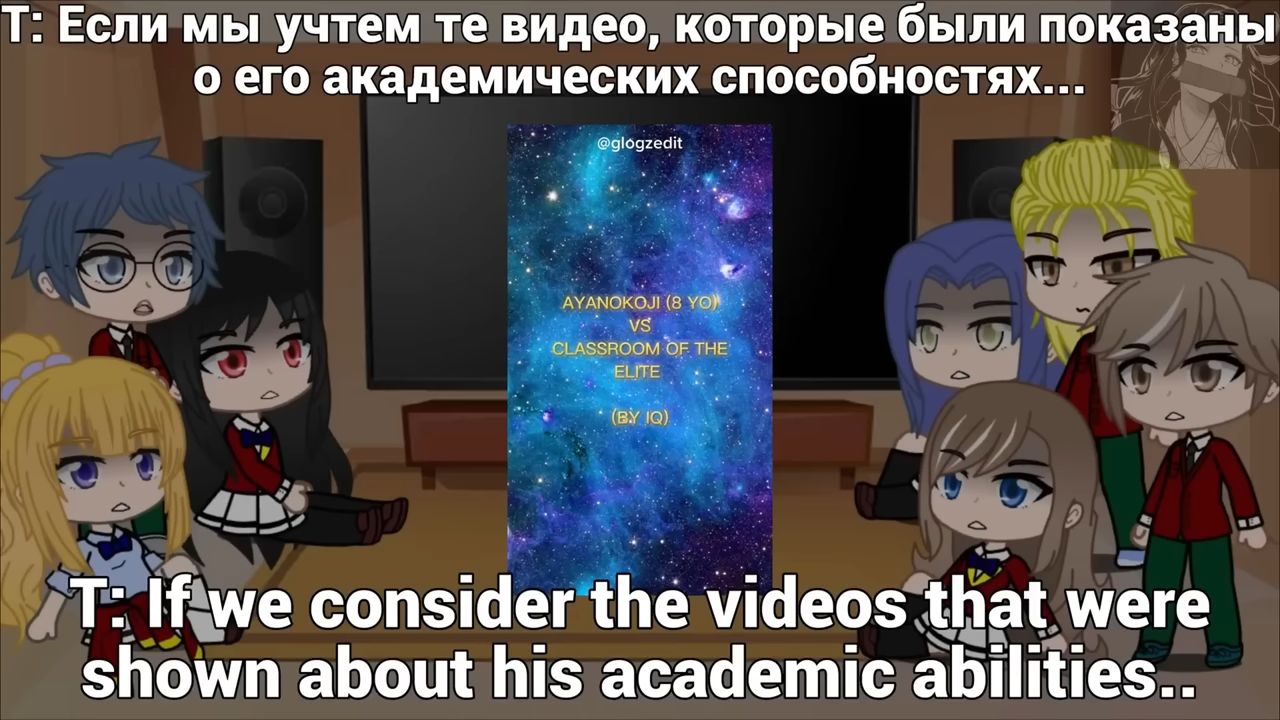 Т: Если мы учтем те видео, которые были показаны
о его академических способностях...
@glogzedit
AYANOKOJI (8 YO)
VS
CLASSROOM OF THE
ELITE
(BY IQ)
T: If we consider the videos that were
shown about his academic abilities..